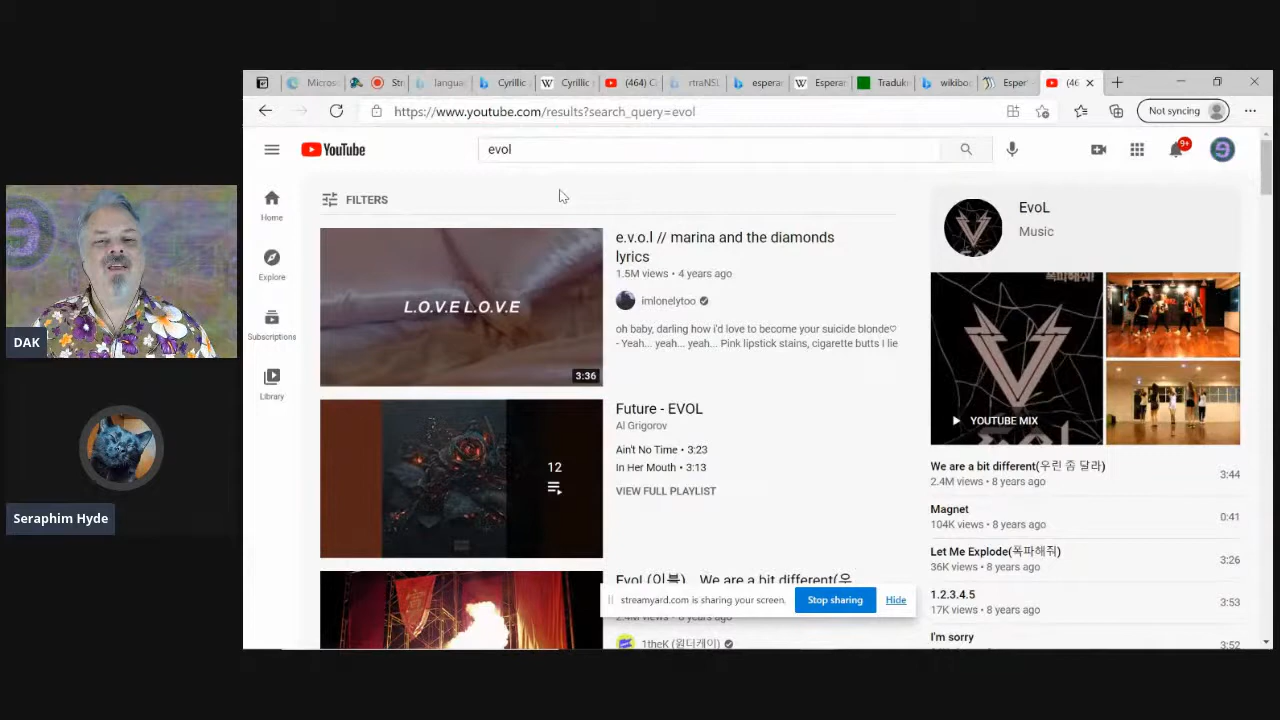 Micros
Str
langua
Cyrillic
Cyrillic
(464) C
rtraNSL
espera
Esperar
Traduk
wikibo
Esper
(46
https://www.youtube.com/results?search_query=evol
Not syncing
YouTube
evol
9+
Home
Explore
Subscriptions
Library
FILTERS
L.O.V.E L.O.V.E
3:36
e.v.o.l // marina and the diamonds
lyrics
1.5M views • 4 years ago
imlonelytoo
oh baby, darling how i'd love to become your suicide blonde♡
- Yeah... yeah... yeah... Pink lipstick stains, cigarette butts I lie
12
Future - EVOL
Al Grigorov
Ain't No Time • 3:23
In Her Mouth • 3:13
VIEW FULL PLAYLIST
EvoL(이블) _ We are a bit different(우
1theK (원더케이)
streamyard.com is sharing your screen.
Stop sharing
Hide
EvoL
Music
YOUTUBE MIX
We are a bit different(우린 좀 달라)
2.4M views • 8 years ago
3:44
Magnet
104K views • 8 years ago
0:41
Let Me Explode(폭파해줘)
36K views • 8 years ago
3:26
1.2.3.4.5
17K views • 8 years ago
3:53
I'm sorry
3:52
DAK
Seraphim Hyde